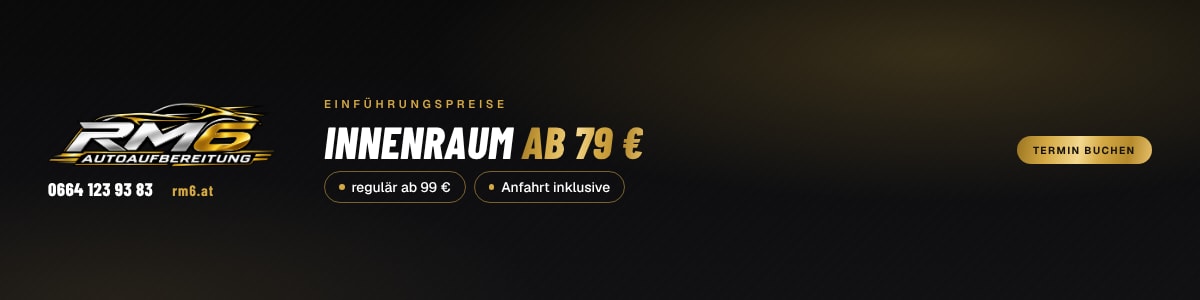 RM6
AUTOAUFBEREITUNG
0664 123 93 83 rm6.at
EINFÜHRUNGSPREISE
INNENRAUM AB 79 €
regulär ab 99 € Anfahrt inklusive
TERMIN BUCHEN